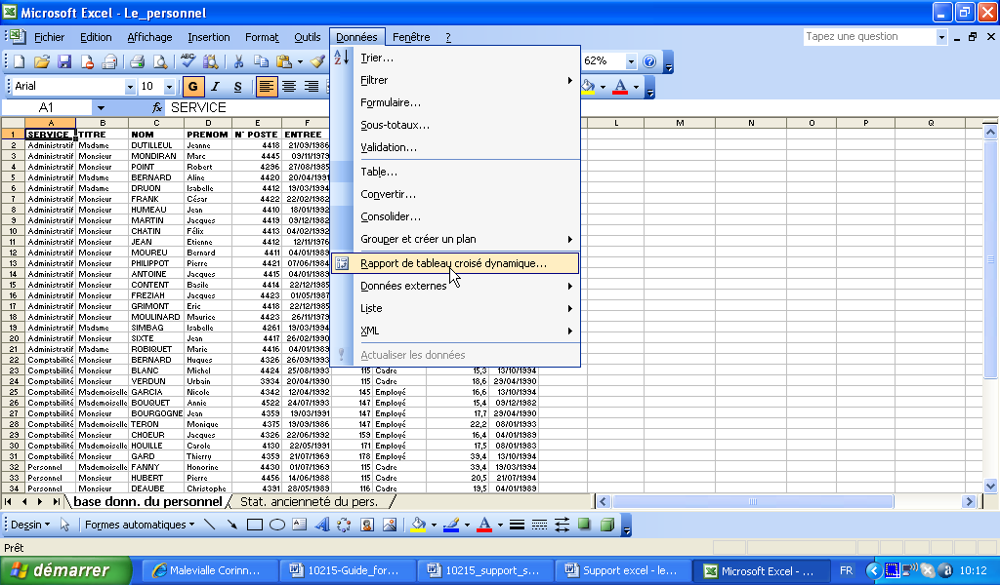 Microsoft Excel - Le_personnel
Fichier Edition Affichage Insertion Format Outils Données Fenêtre ? Tapez une question
62%
Arial 10 G I S
A1 fx SERVICE
A B C D E F L M N O P Q
1 SERVICE TITRE NOM PRENOM N° POSTE ENTREE
2 Administratif Madame DUTILLEUL Jeanne 4418 21/09/1986
3 Administratif Monsieur MONDIRAN Marc 4445 09/11/1979
4 Administratif Monsieur POINT Robert 4296 27/08/1985
5 Administratif Madame BERNARD Aline 4420 20/04/1991
6 Administratif Madame DRUON Isabelle 4412 19/03/1994
7 Administratif Monsieur FRANK César 4422 22/02/1982
8 Administratif Monsieur HUMEAU Jean 4410 18/01/1992
9 Administratif Monsieur MARTIN Jacques 4419 09/12/1982
10 Administratif Monsieur CHATIN Félix 4413 04/02/1992
11 Administratif Monsieur JEAN Etienne 4412 12/11/1976
12 Administratif Monsieur MOUREU Bernard 4411 04/01/1989
13 Administratif Monsieur PHILIPPOT Pierre 4421 07/06/1984
14 Administratif Monsieur ANTOINE Jacques 4415 04/01/1989
15 Administratif Monsieur CONTENT Basile 4414 22/12/1985
16 Administratif Monsieur FREZIAH Jacques 4423 01/05/1987
17 Administratif Monsieur GRIMONT Eric 4418 22/12/1985
18 Administratif Monsieur MOULINARD Maurice 4423 26/11/1979
19 Administratif Madame SIMBAG Isabelle 4261 19/03/1994
20 Administratif Monsieur SIXTE Jean 4417 26/02/1990
21 Administratif Madame ROBIQUET Marie 4416 04/01/1989
22 Comptabilité Monsieur BERNARD Hugues 4326 26/09/1993
23 Comptabilité Monsieur BLANC Michel 4424 25/08/1993 115 Cadre 15,3 13/10/1994
24 Comptabilité Monsieur VERDUN Urbain 3934 20/04/1990 115 Cadre 18,6 29/04/1990
25 Comptabilité Mademoiselle GARCIA Nicole 4342 12/04/1992 145 Employé 16,6 13/10/1994
26 Comptabilité Mademoiselle BOUQUET Annie 4522 24/07/1993 147 Employé 15,4 09/12/1982
27 Comptabilité Monsieur BOURGOGNE Jean 4359 19/03/1991 147 Employé 17,7 29/04/1990
28 Comptabilité Mademoiselle TERON Monique 4375 19/09/1986 147 Employé 22,2 08/01/1993
29 Comptabilité Monsieur CHOEUR Jacques 4326 22/06/1992 159 Employé 16,4 04/01/1989
30 Comptabilité Mademoiselle HOUILLE Carole 4130 22/05/1991 171 Employé 17,5 08/01/1983
31 Comptabilité Monsieur GARD Thierry 4359 21/07/1969 178 Employé 39,4 13/10/1994
32 Personnel Mademoiselle FANNY Honorine 4430 01/07/1969 115 Cadre 39,4 19/03/1994
33 Personnel Monsieur HUBERT Pierre 4456 14/06/1988 115 Cadre 20,5 21/07/1994
34 Personnel Monsieur DEAUBE Christophe 4391 28/05/1989 116 Cadre 19,5 04/01/1989
Trier...
Filtrer
Formulaire...
Sous-totaux...
Validation...
Table...
Convertir...
Consolider...
Grouper et créer un plan
Rapport de tableau croisé dynamique...
Données externes
Liste
XML
Actualiser les données
base donn. du personnel Stat. ancienneté du pers.
Dessin Formes automatiques
Prêt
démarrer Malevialle Corinn... 10215-Guide_for... 10215_support_s... Support excel - le... Microsoft Excel - ... FR 10:12